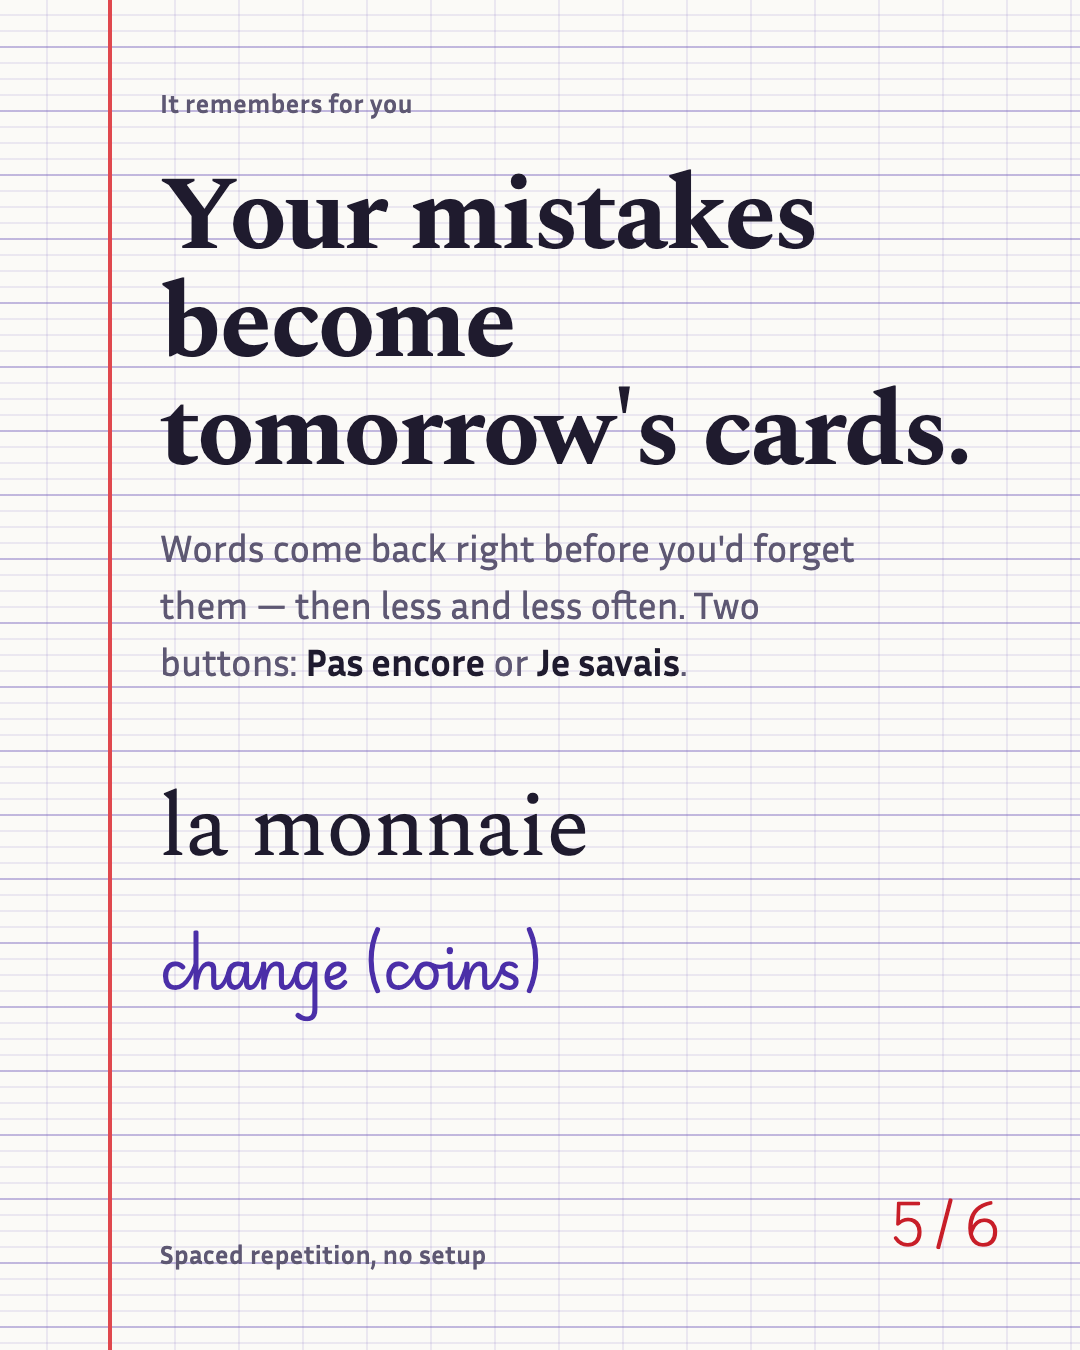 It remembers for you
Your mistakes
become
tomorrow's cards.
Words come back right before you'd forget
them — then less and less often. Two
buttons: Pas encore or Je savais.
la monnaie
change (coins)
5/6
Spaced repetition, no setup